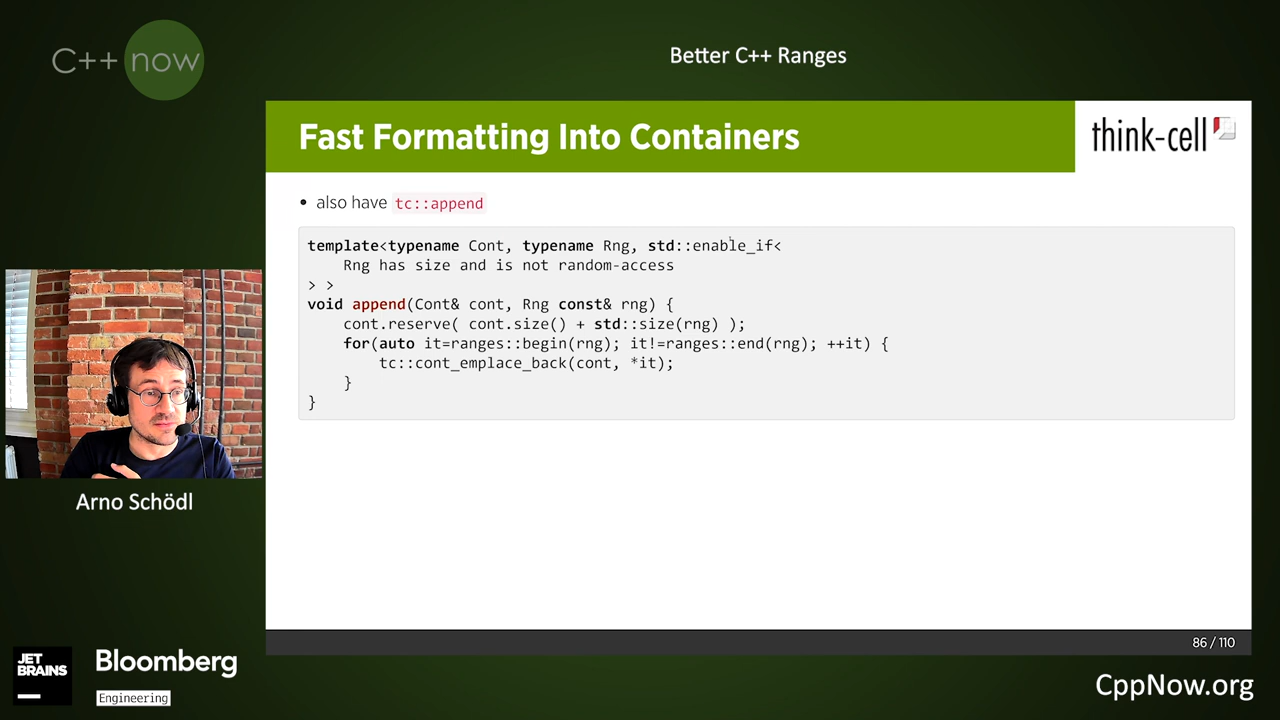 C++ now
Better C++ Ranges
Fast Formatting Into Containers
think-cell
• also have tc::append
template<typename Cont, typename Rng, std::enable_if<
    Rng has size and is not random-access
> >
void append(Cont& cont, Rng const& rng) {
    cont.reserve( cont.size() + std::size(rng) );
    for(auto it=ranges::begin(rng); it!=ranges::end(rng); ++it) {
        tc::cont_emplace_back(cont, *it);
    }
}
Arno Schödl
86 / 110
JET
BRAINS
Bloomberg
Engineering
CppNow.org